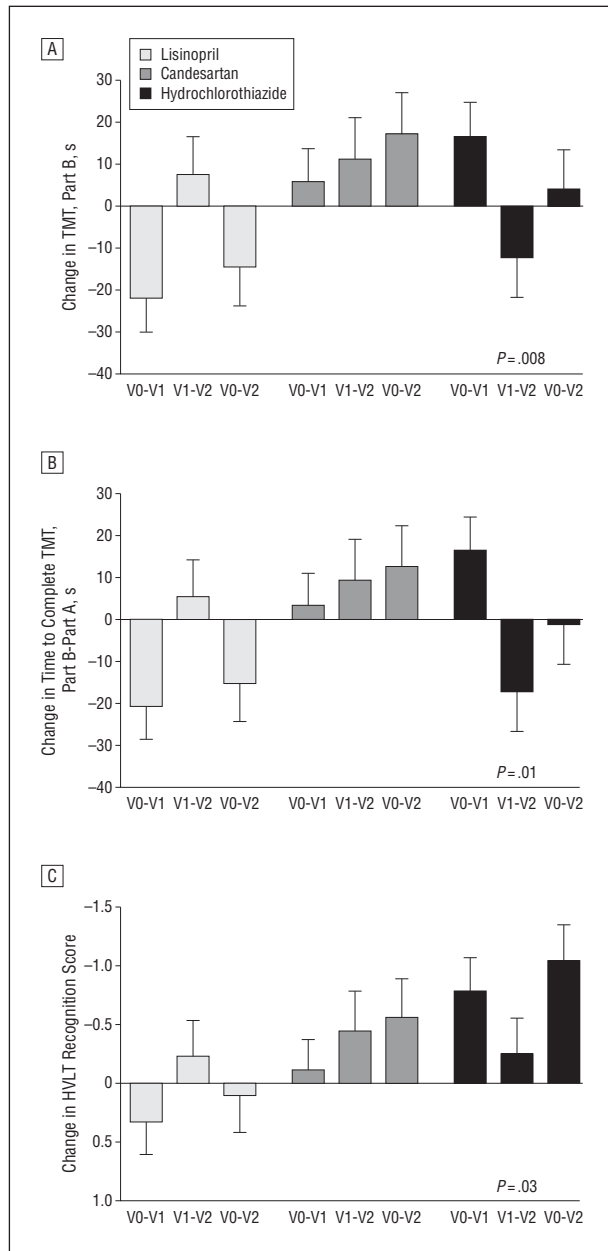 A
Lisinopril
Candesartan
Hydrochlorothiazide
Change in TMT, Part B, s
30
20
10
0
–10
–20
–30
–40
P = .008
V0-V1 V1-V2 V0-V2 V0-V1 V1-V2 V0-V2 V0-V1 V1-V2 V0-V2
B
Change in Time to Complete TMT,
Part B-Part A, s
30
20
10
0
–10
–20
–30
–40
P = .01
V0-V1 V1-V2 V0-V2 V0-V1 V1-V2 V0-V2 V0-V1 V1-V2 V0-V2
C
Change in HVLT Recognition Score
–1.5
–1.0
–0.5
0
0.5
1.0
P = .03
V0-V1 V1-V2 V0-V2 V0-V1 V1-V2 V0-V2 V0-V1 V1-V2 V0-V2